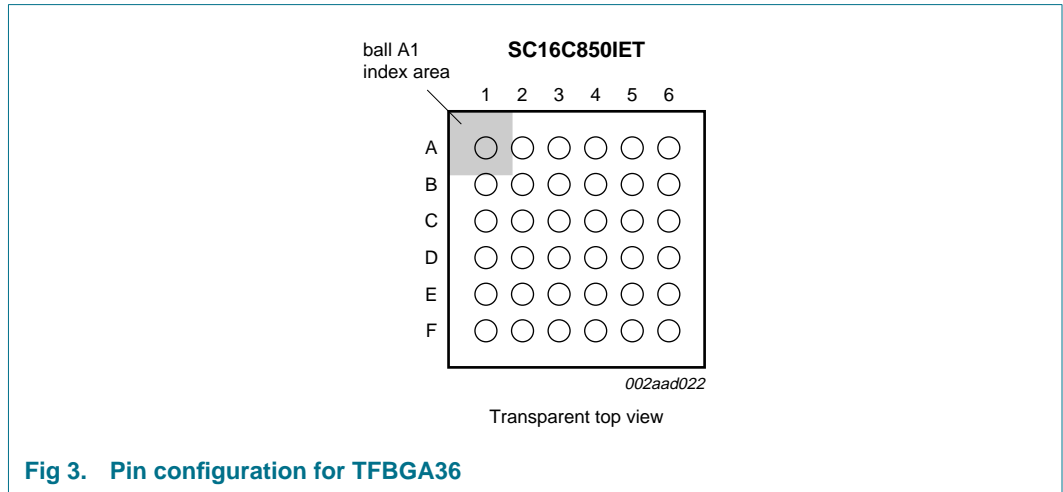 ball A1
index area
SC16C850IET
1 2 3 4 5 6
A
B
C
D
E
F
002aad022
Transparent top view
Fig 3. Pin configuration for TFBGA36